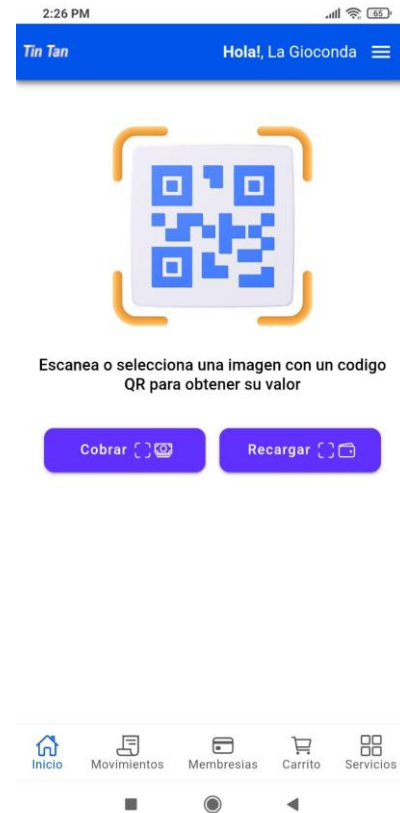 2:26 PM 65
Tin Tan Hola!, La Gioconda
Escanea o selecciona una imagen con un codigo
QR para obtener su valor
Cobrar Recargar
Inicio Movimientos Membresias Carrito Servicios